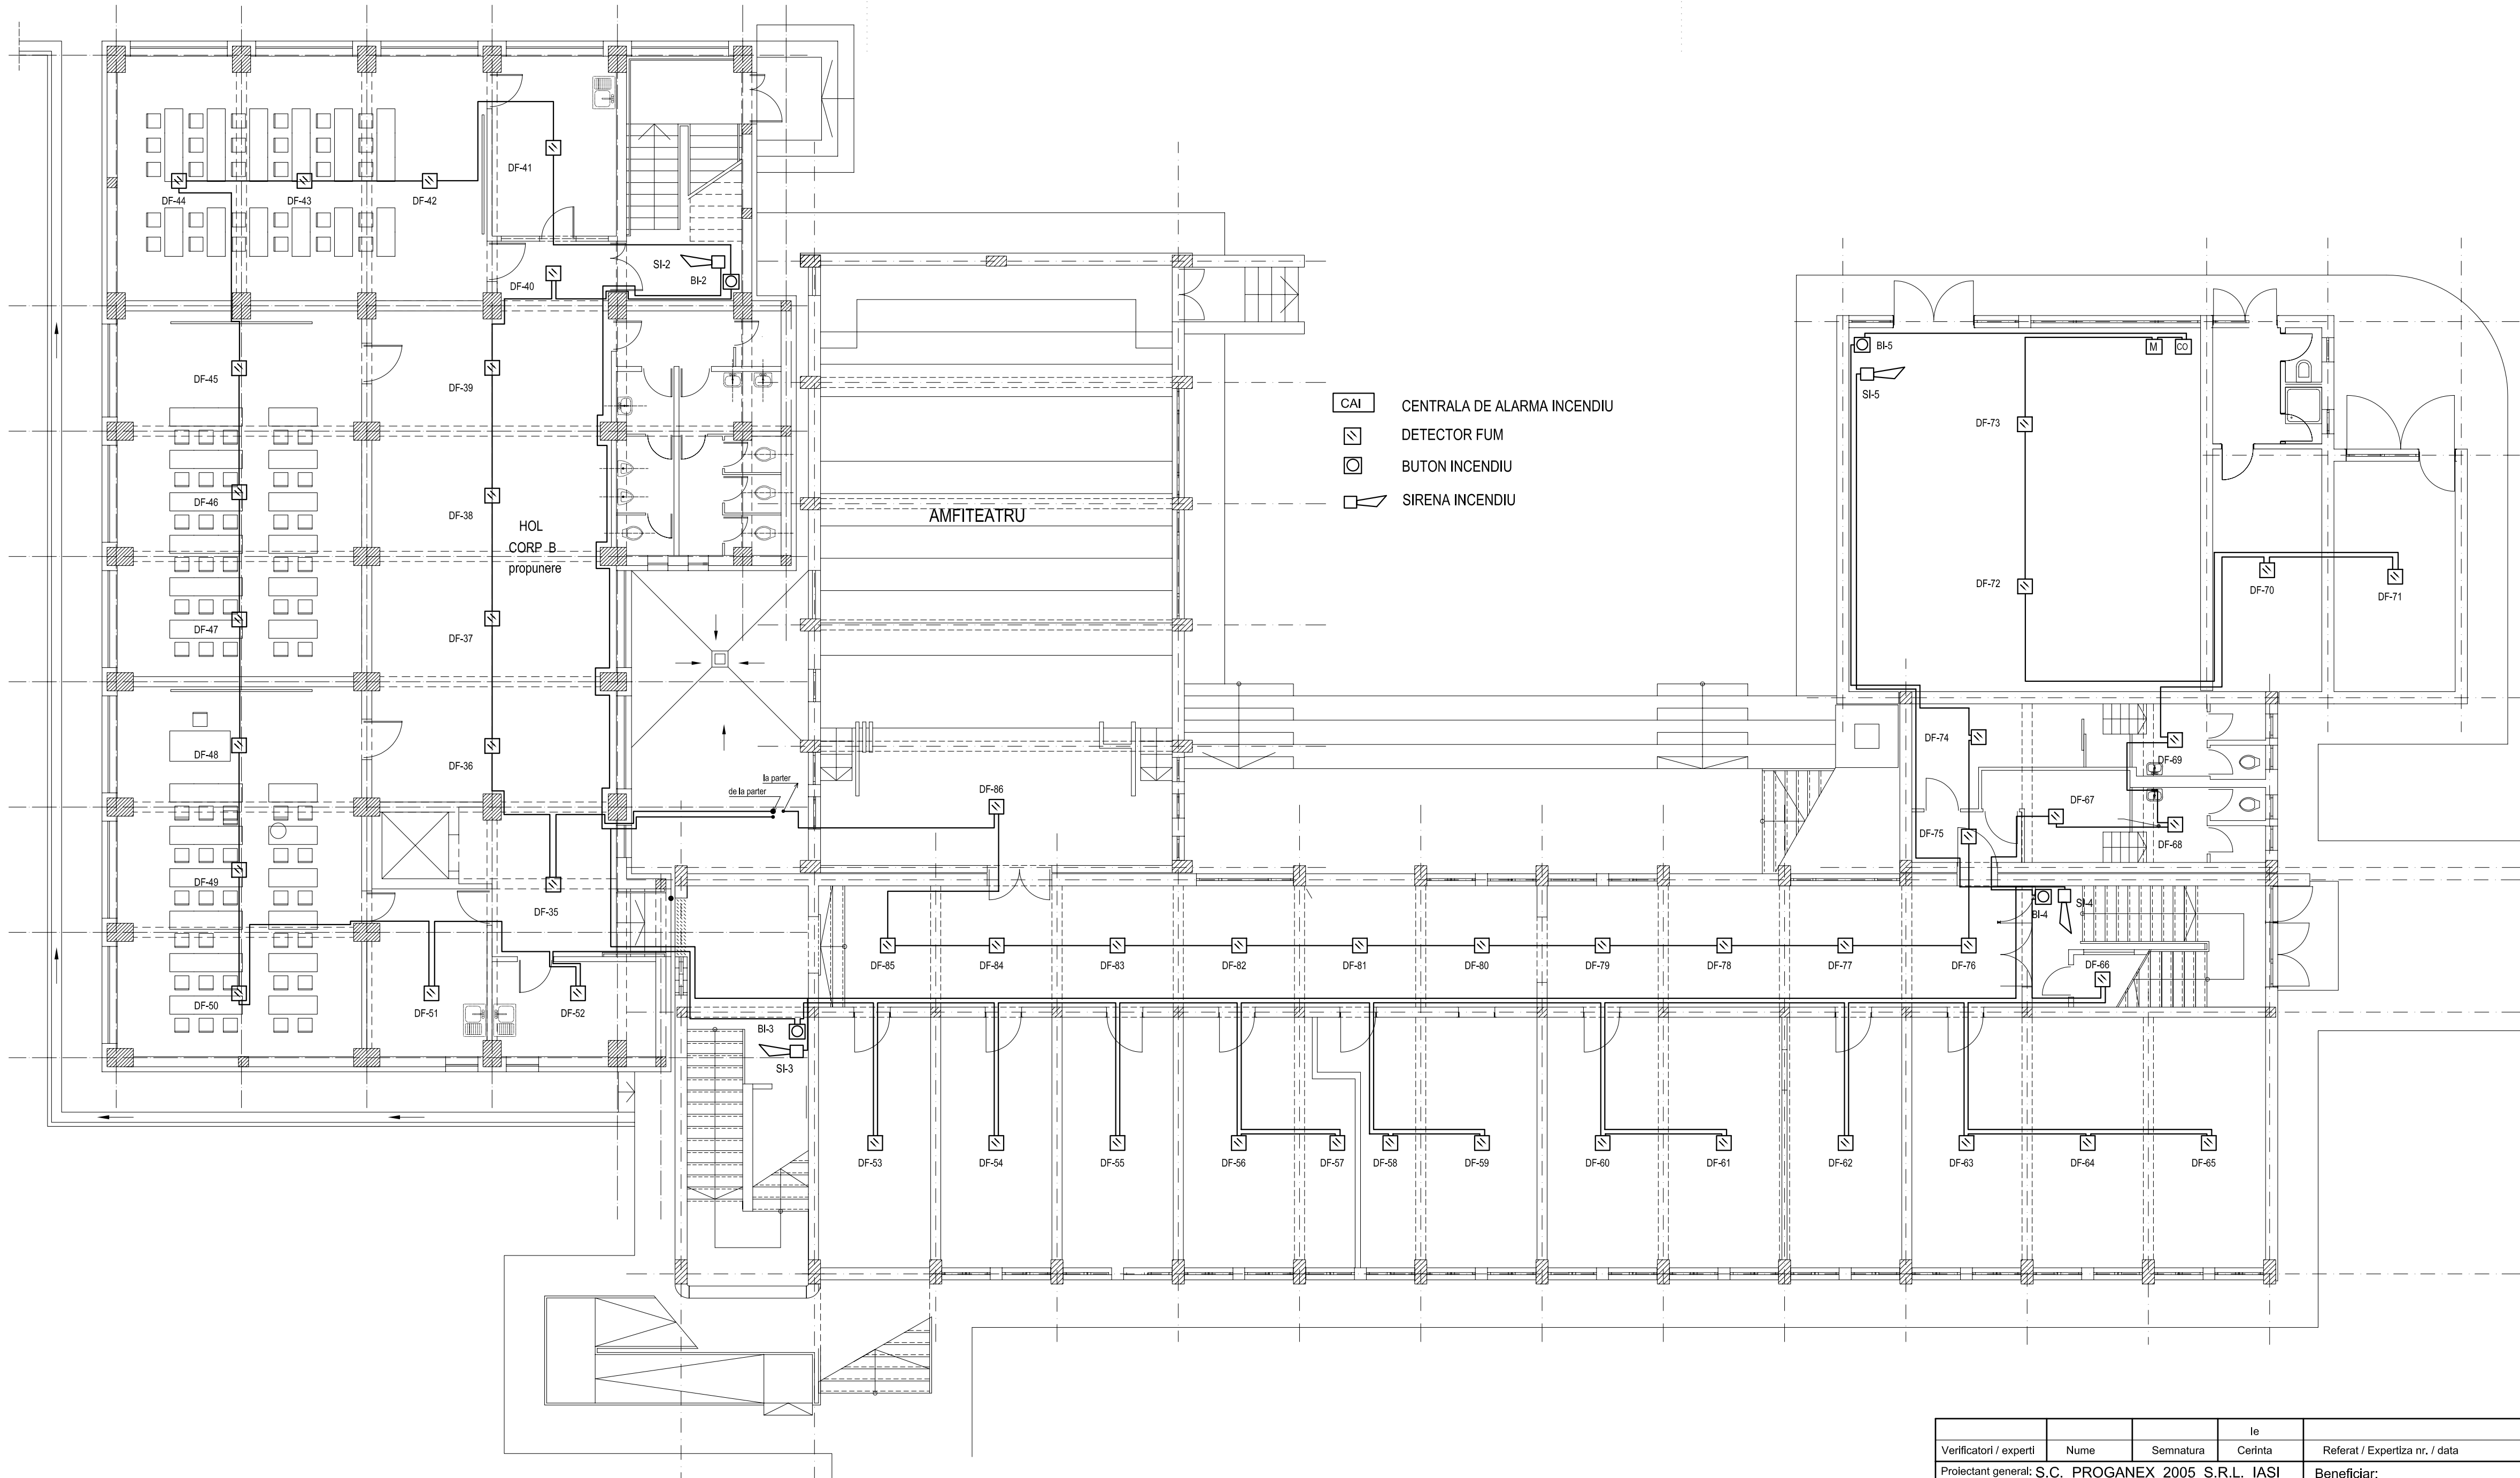 DF-41
DF-44
DF-43
DF-42
SI-2
BI-2
DF-40
DF-45
DF-39
DF-46
DF-38
HOL
CORP B
propunere
DF-47
DF-37
DF-48
DF-36
la parter
de la parter
DF-49
DF-35
DF-50
DF-51
DF-52
AMFITEATRU
CAI CENTRALA DE ALARMA INCENDIU
DETECTOR FUM
BUTON INCENDIU
SIRENA INCENDIU
BI-5
M
CO
SI-5
DF-73
DF-72
DF-70
DF-71
DF-74
DF-69
DF-67
DF-75
DF-68
DF-86
BI-4
SI-4
DF-66
DF-85
DF-84
DF-83
DF-82
DF-81
DF-80
DF-79
DF-78
DF-77
DF-76
BI-3
SI-3
DF-53
DF-54
DF-55
DF-56
DF-57
DF-58
DF-59
DF-60
DF-61
DF-62
DF-63
DF-64
DF-65
Ie
Verificatori / experti Nume Semnatura Cerinta Referat / Expertiza nr. / data
Proiectant general: S.C. PROGANEX 2005 S.R.L. IASI Beneficiar: